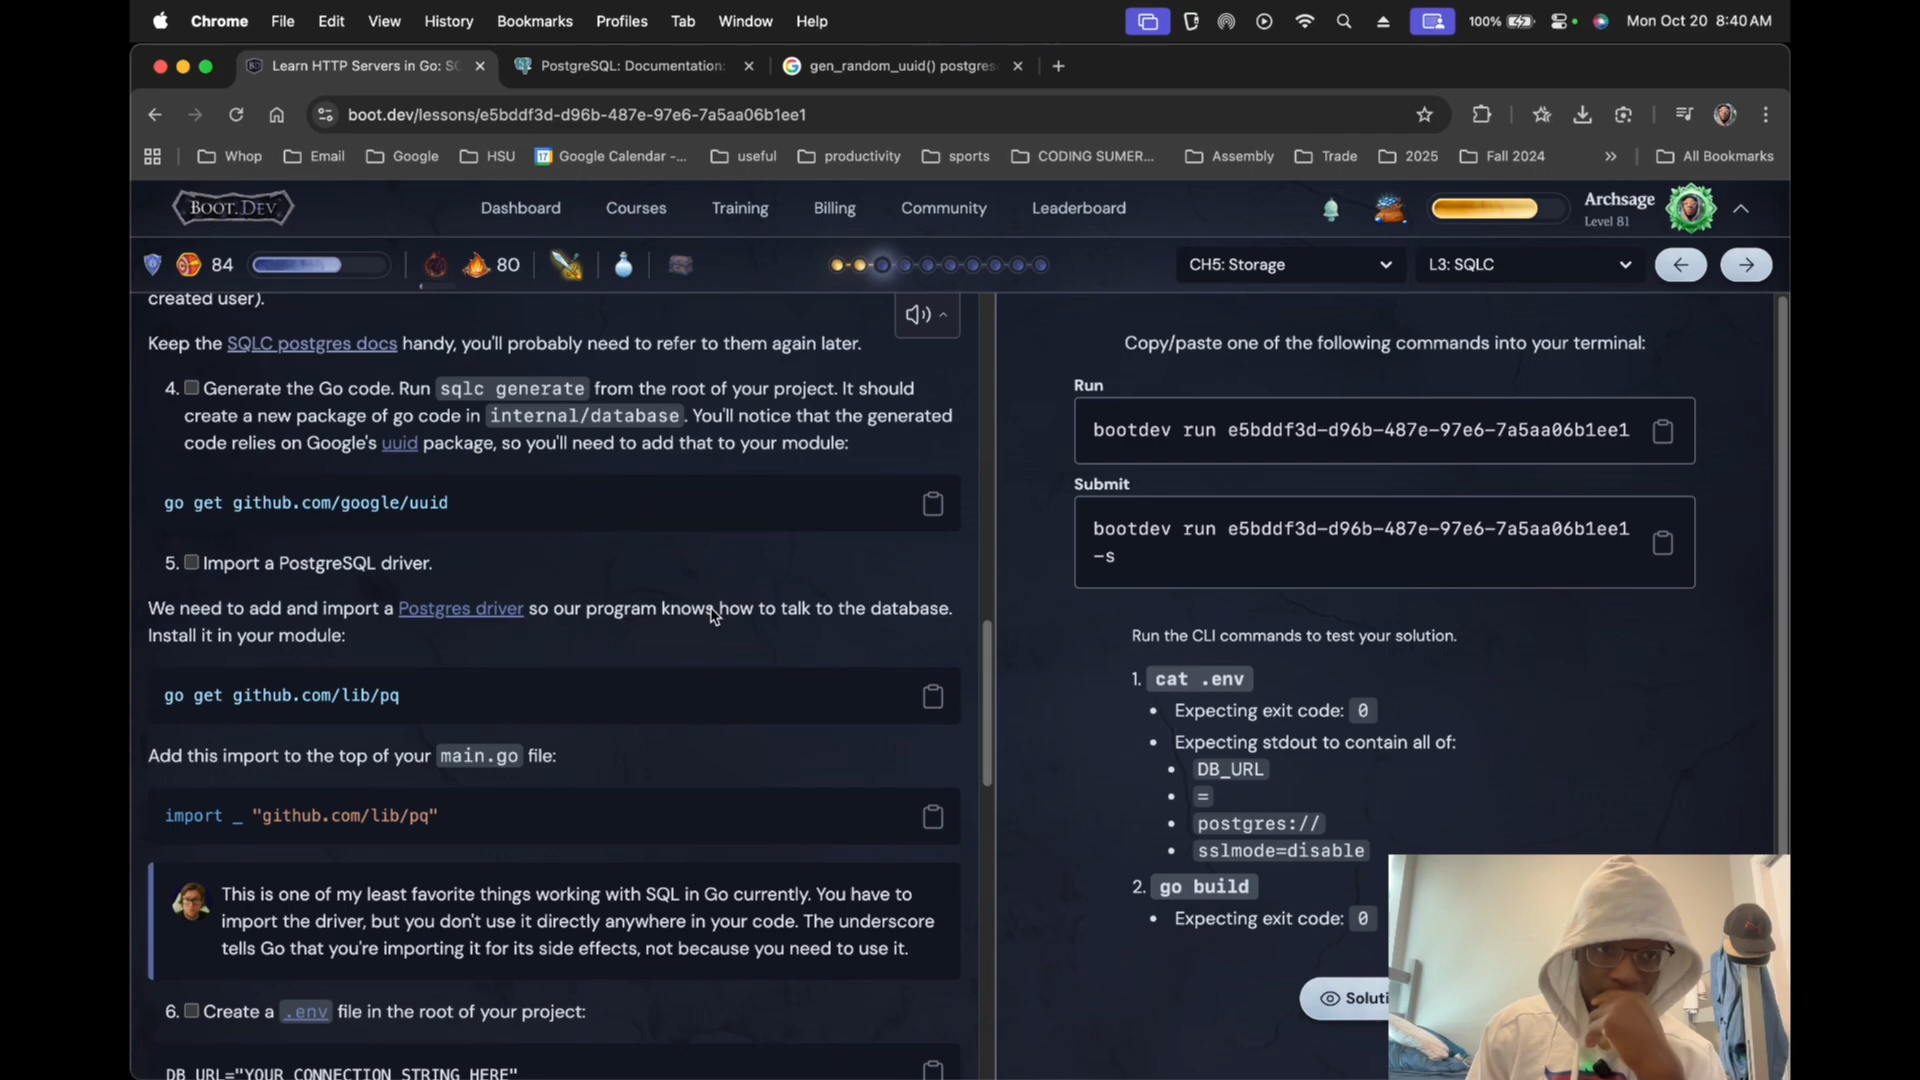 Chrome File Edit View History Bookmarks Profiles Tab Window Help 100% Mon Oct 20 8:40 AM
Learn HTTP Servers in Go: SQ PostgreSQL: Documentation: gen_random_uuid() postgres
boot.dev/lessons/e5bddf3d-d96b-487e-97e6-7a5aa06b1ee1
Whop Email Google HSU Google Calendar -... useful productivity sports CODING SUMER... Assembly Trade 2025 Fall 2024 » All Bookmarks
BOOT.DEV Dashboard Courses Training Billing Community Leaderboard Archsage
Level 81
84 80 CH5: Storage L3: SQLC
created user).
Keep the SQLC postgres docs handy, you'll probably need to refer to them again later.
4. Generate the Go code. Run sqlc generate from the root of your project. It should
create a new package of go code in internal/database. You'll notice that the generated
code relies on Google's uuid package, so you'll need to add that to your module:
go get github.com/google/uuid
5. Import a PostgreSQL driver.
We need to add and import a Postgres driver so our program knows how to talk to the database.
Install it in your module:
go get github.com/lib/pq
Add this import to the top of your main.go file:
import _ "github.com/lib/pq"
This is one of my least favorite things working with SQL in Go currently. You have to
import the driver, but you don't use it directly anywhere in your code. The underscore
tells Go that you're importing it for its side effects, not because you need to use it.
6. Create a .env file in the root of your project:
DB_URL="YOUR_CONNECTION_STRING_HERE"
Copy/paste one of the following commands into your terminal:
Run
bootdev run e5bddf3d-d96b-487e-97e6-7a5aa06b1ee1
Submit
bootdev run e5bddf3d-d96b-487e-97e6-7a5aa06b1ee1
-s
Run the CLI commands to test your solution.
1. cat .env
• Expecting exit code: 0
• Expecting stdout to contain all of:
• DB_URL
• =
• postgres://
• sslmode=disable
2. go build
• Expecting exit code: 0
Soluti